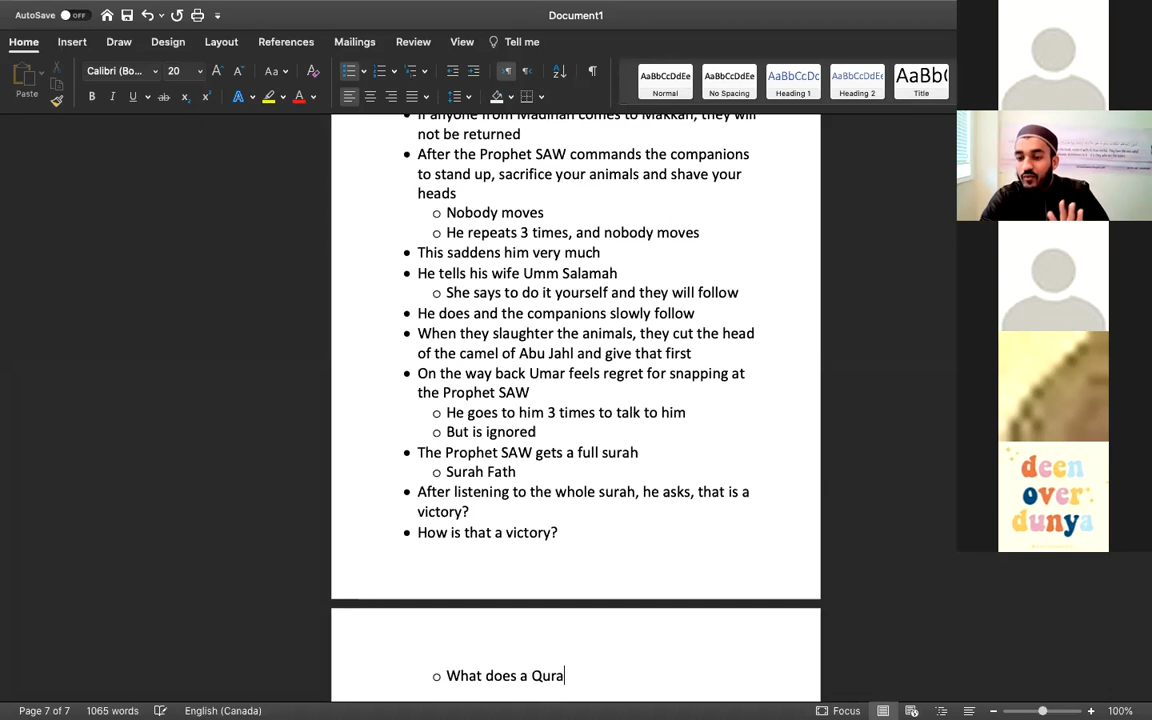 AutoSave OFF
Document1
Home Insert Draw Design Layout References Mailings Review View Tell me
Paste
Calibri (Bo... 20
AaBbCcDdEe
Normal
AaBbCcDdEe
No Spacing
AaBbCcDc
Heading 1
AaBbCcDdEe
Heading 2
AaBbC
Title
If anyone from Madinah comes to Makkah, they will
not be returned
After the Prophet SAW commands the companions
to stand up, sacrifice your animals and shave your
heads
Nobody moves
He repeats 3 times, and nobody moves
This saddens him very much
He tells his wife Umm Salamah
She says to do it yourself and they will follow
He does and the companions slowly follow
When they slaughter the animals, they cut the head
of the camel of Abu Jahl and give that first
On the way back Umar feels regret for snapping at
the Prophet SAW
He goes to him 3 times to talk to him
But is ignored
The Prophet SAW gets a full surah
Surah Fath
After listening to the whole surah, he asks, that is a
victory?
How is that a victory?
What does a Qura
deen
over
dunya
Page 7 of 7 1065 words English (Canada) Focus 100%